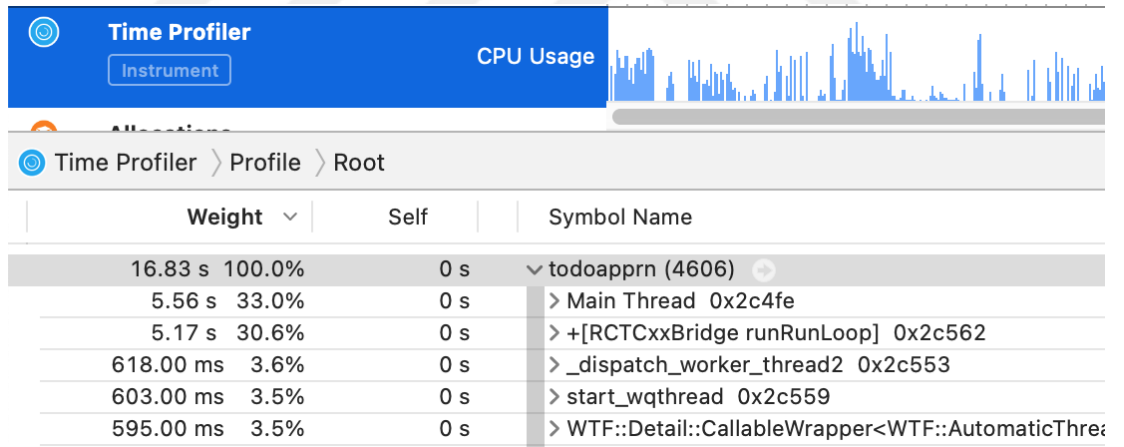 Time Profiler
Instrument
CPU Usage
Allocations
Time Profiler 〉 Profile 〉 Root
Weight Self Symbol Name
16.83 s 100.0% 0 s todoapprn (4606)
5.56 s 33.0% 0 s Main Thread 0x2c4fe
5.17 s 30.6% 0 s +[RCTCxxBridge runRunLoop] 0x2c562
618.00 ms 3.6% 0 s _dispatch_worker_thread2 0x2c553
603.00 ms 3.5% 0 s start_wqthread 0x2c559
595.00 ms 3.5% 0 s WTF::Detail::CallableWrapper<WTF::AutomaticThrea